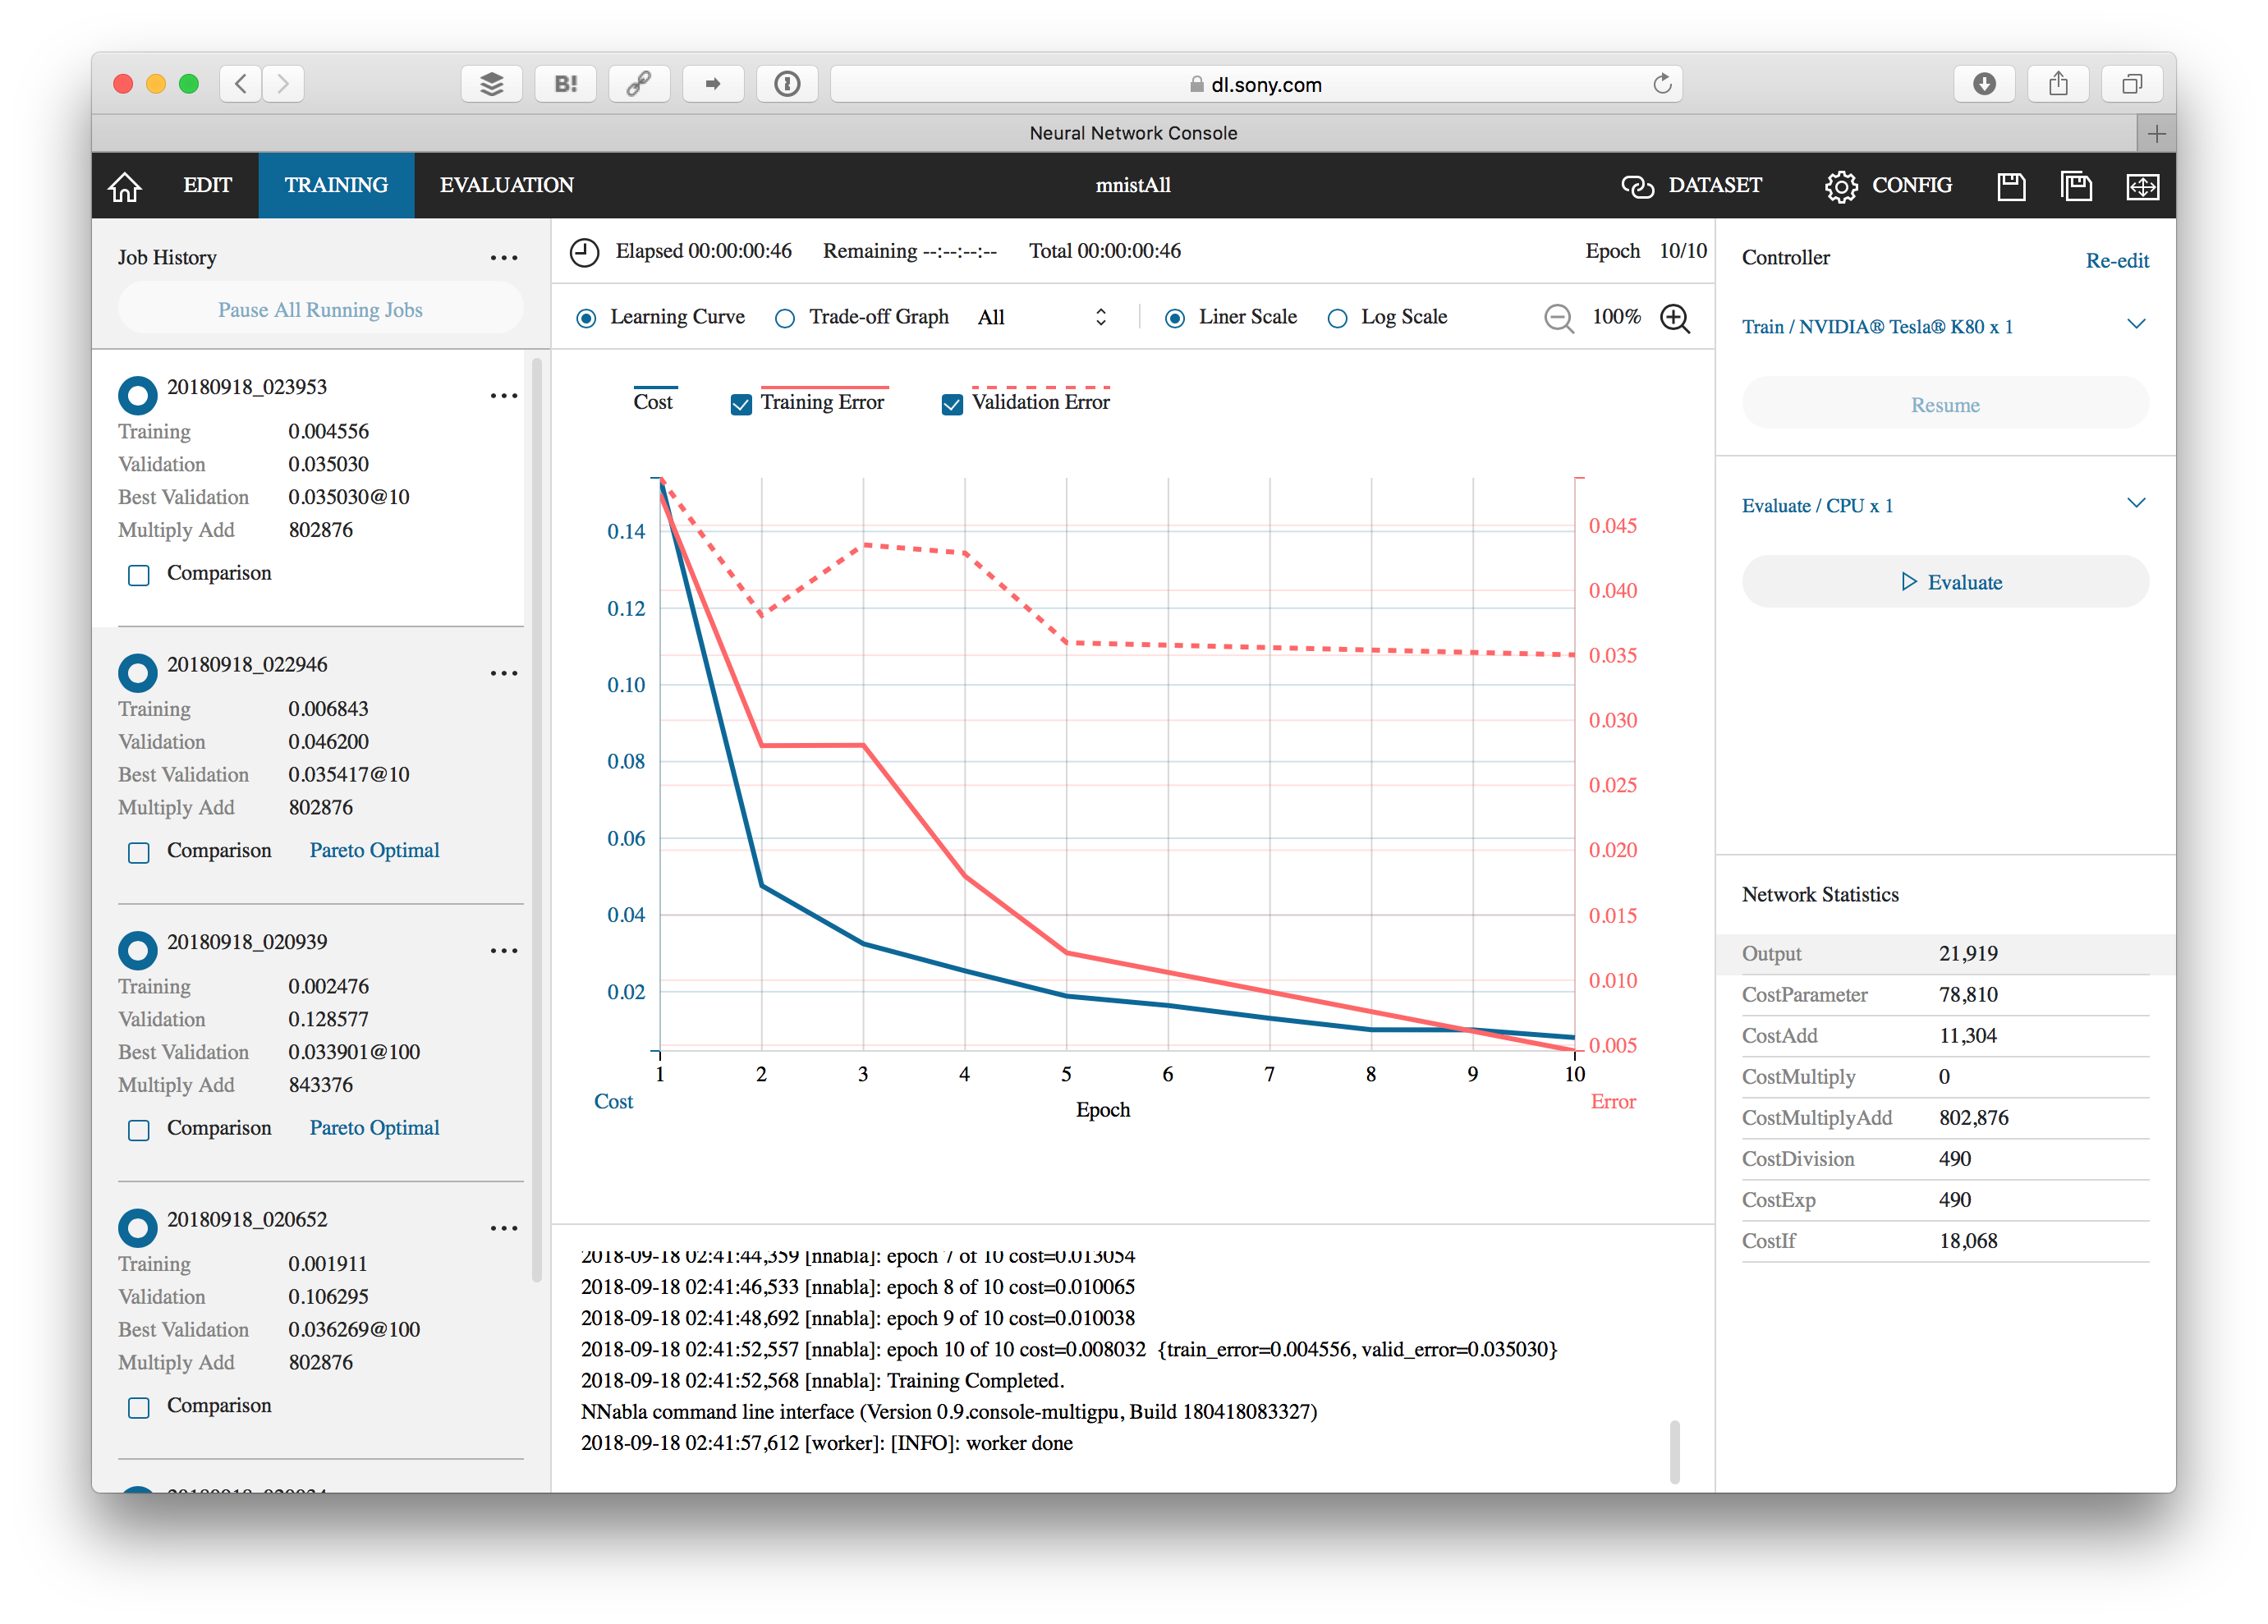 B!
dl.sony.com
Neural Network Console
EDIT TRAINING EVALUATION mnistAll DATASET CONFIG
Job History
Pause All Running Jobs
20180918_023953
Training 0.004556
Validation 0.035030
Best Validation 0.035030@10
Multiply Add 802876
Comparison
20180918_022946
Training 0.006843
Validation 0.046200
Best Validation 0.035417@10
Multiply Add 802876
Comparison Pareto Optimal
20180918_020939
Training 0.002476
Validation 0.128577
Best Validation 0.033901@100
Multiply Add 843376
Comparison Pareto Optimal
20180918_020652
Training 0.001911
Validation 0.106295
Best Validation 0.036269@100
Multiply Add 802876
Comparison
Elapsed 00:00:00:46 Remaining --:--:--:-- Total 00:00:00:46 Epoch 10/10
Learning Curve Trade-off Graph All Liner Scale Log Scale 100%
Cost Training Error Validation Error
0.14
0.12
0.10
0.08
0.06
0.04
0.02
0.045
0.040
0.035
0.030
0.025
0.020
0.015
0.010
0.005
1 2 3 4 5 6 7 8 9 10
Cost Epoch Error
2018-09-18 02:41:44,359 [nnabla]: epoch 7 of 10 cost=0.013054
2018-09-18 02:41:46,533 [nnabla]: epoch 8 of 10 cost=0.010065
2018-09-18 02:41:48,692 [nnabla]: epoch 9 of 10 cost=0.010038
2018-09-18 02:41:52,557 [nnabla]: epoch 10 of 10 cost=0.008032 {train_error=0.004556, valid_error=0.035030}
2018-09-18 02:41:52,568 [nnabla]: Training Completed.
NNabla command line interface (Version 0.9.console-multigpu, Build 180418083327)
2018-09-18 02:41:57,612 [worker]: [INFO]: worker done
Controller Re-edit
Train / NVIDIA® Tesla® K80 x 1
Resume
Evaluate / CPU x 1
Evaluate
Network Statistics
Output 21,919
CostParameter 78,810
CostAdd 11,304
CostMultiply 0
CostMultiplyAdd 802,876
CostDivision 490
CostExp 490
CostIf 18,068